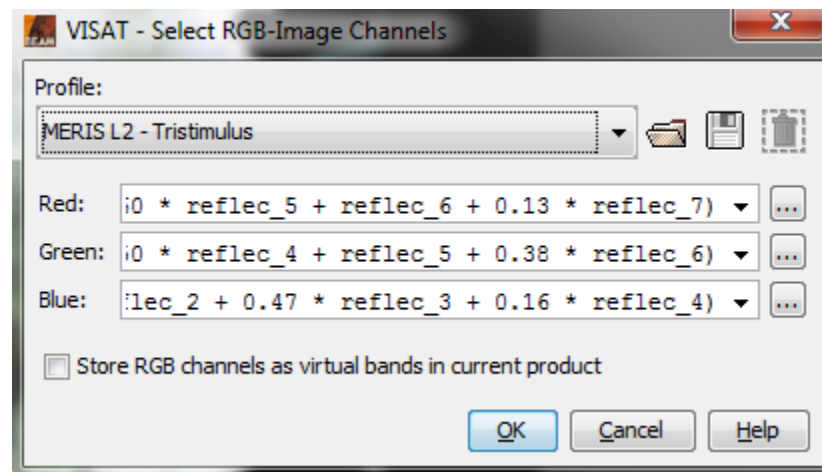 VISAT - Select RGB-Image Channels
Profile:
MERIS L2 - Tristimulus
Red: * reflec_5 + reflec_6 + 0.13 * reflec_7) ...
Green: * reflec_4 + reflec_5 + 0.38 * reflec_6) ...
Blue: lec_2 + 0.47 * reflec_3 + 0.16 * reflec_4) ...
Store RGB channels as virtual bands in current product
OK Cancel Help